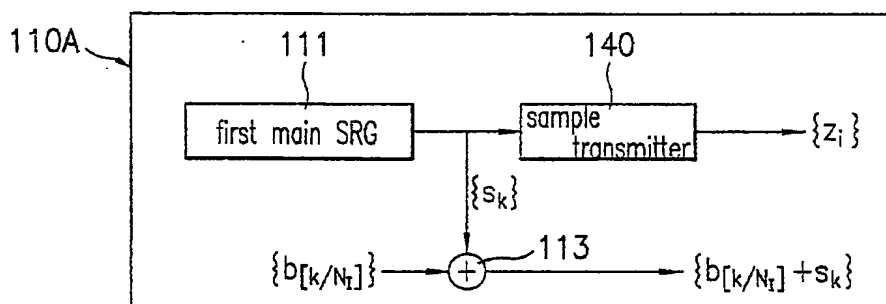 110A
111
140
first main SRG
sample
transmitter
{z_i}
{s_k}
{b_[k/N_I]}
113
{b_[k/N_I]+s_k}